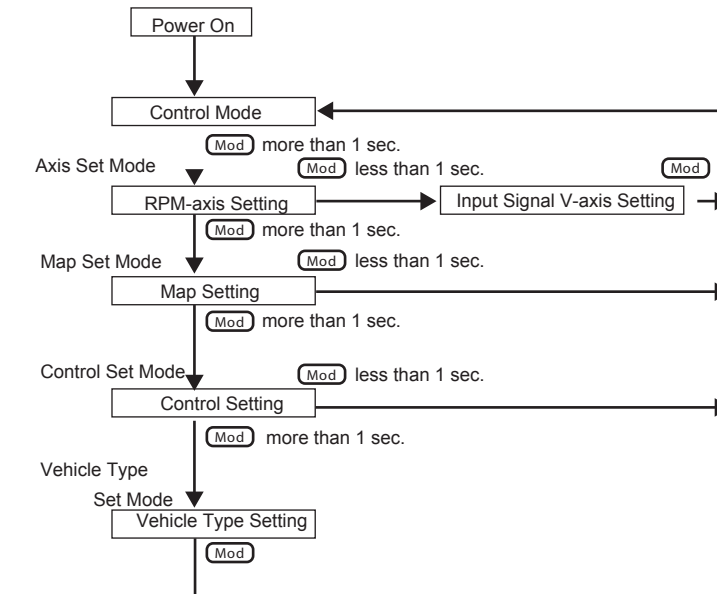 Power On
Control Mode
Mod more than 1 sec.
Axis Set Mode
Mod less than 1 sec.
Mod
RPM-axis Setting
Input Signal V-axis Setting
Mod more than 1 sec.
Map Set Mode
Mod less than 1 sec.
Map Setting
Mod more than 1 sec.
Control Set Mode
Mod less than 1 sec.
Control Setting
Mod more than 1 sec.
Vehicle Type
Set Mode
Vehicle Type Setting
Mod